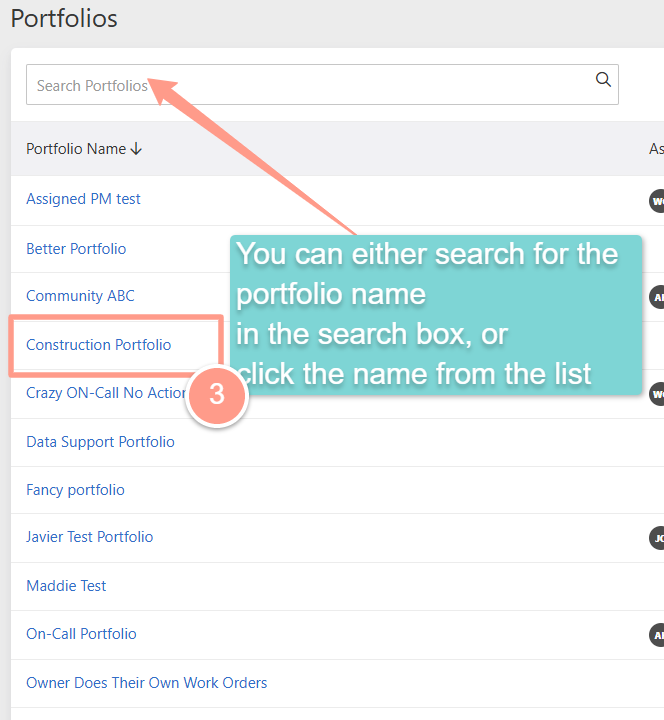 Portfolios
Search Portfolios
Portfolio Name ↓
Assigned PM test
Better Portfolio
You can either search for the
portfolio name
in the search box, or
click the name from the list
Community ABC
Construction Portfolio
3
Crazy ON-Call No Action
Data Support Portfolio
Fancy portfolio
Javier Test Portfolio
Maddie Test
On-Call Portfolio
Owner Does Their Own Work Orders